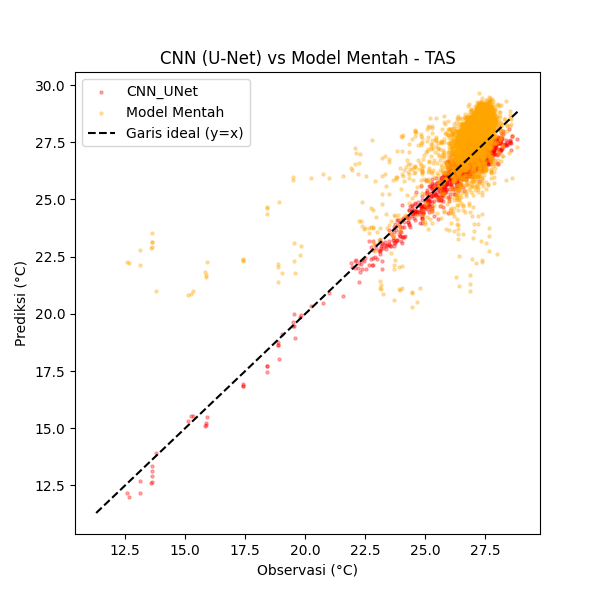 CNN (U-Net) vs Model Mentah - TAS
CNN_UNet
Model Mentah
Garis ideal (y=x)
30.0
27.5
25.0
22.5
20.0
17.5
15.0
12.5
Prediksi (°C)
12.5 15.0 17.5 20.0 22.5 25.0 27.5
Observasi (°C)